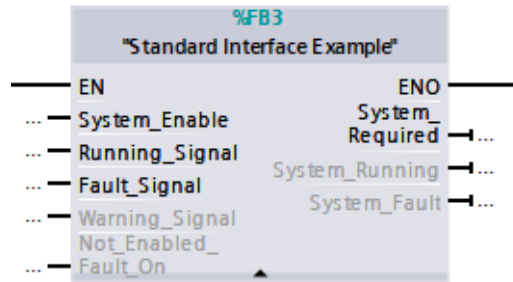 %FB3
"Standard Interface Example"
EN
ENO
... System_Enable
System_
Required ...
... Running_Signal
System_Running ...
... Fault_Signal
System_Fault ...
... Warning_Signal
Not_Enabled_
... Fault_On